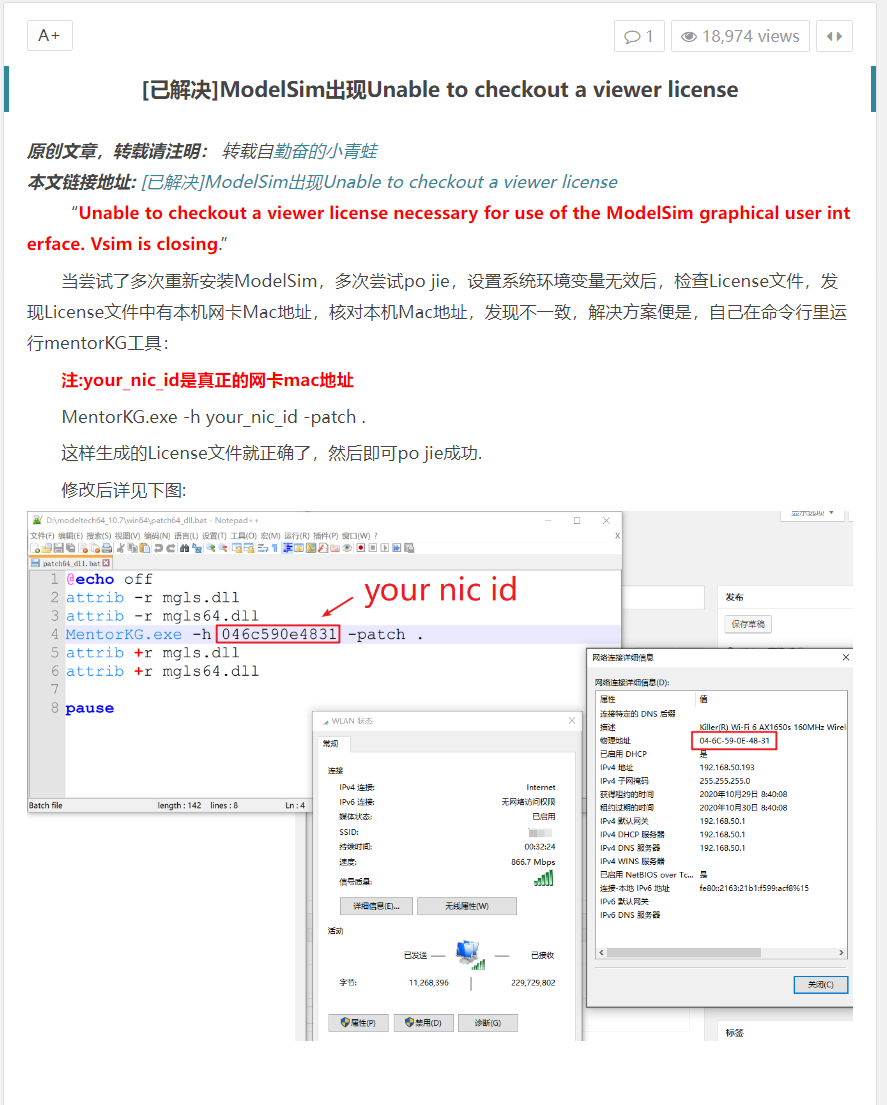 A+
1
18,974 views
[已解决]ModelSim出现Unable to checkout a viewer license
原创文章，转载请注明： 转载自勤奋的小青蛙
本文链接地址: [已解决]ModelSim出现Unable to checkout a viewer license
“Unable to checkout a viewer license necessary for use of the ModelSim graphical user int
erface. Vsim is closing.”
当尝试了多次重新安装ModelSim，多次尝试po jie，设置系统环境变量无效后，检查License文件，发
现License文件中有本机网卡Mac地址，核对本机Mac地址，发现不一致，解决方案便是，自己在命令行里运
行mentorKG工具：
注:your_nic_id是真正的网卡mac地址
MentorKG.exe -h your_nic_id -patch .
这样生成的License文件就正确了，然后即可po jie成功.
修改后详见下图:
D:\modeltech64_10.7\win64\patch64_dll.bat - Notepad++
文件(F) 编辑(E) 搜索(S) 视图(V) 编码(N) 语言(L) 设置(T) 工具(O) 宏(M) 运行(R) 插件(P) 窗口(W) ?
X
patch64_dll.bat
1 @echo off
2 attrib -r mgls.dll
3 attrib -r mgls64.dll
4 MentorKG.exe -h 046c590e4831 -patch .
5 attrib +r mgls.dll
6 attrib +r mgls64.dll
7
8 pause
your nic id
Batch file length : 142 lines : 8 Ln : 4
显示选项
发布
保存草稿
标签
WLAN 状态
常规
连接
IPv4 连接: Internet
IPv6 连接: 无网络访问权限
媒体状态: 已启用
SSID:
持续时间: 00:32:24
速度: 866.7 Mbps
信号质量:
详细信息(E)... 无线属性(W)
活动
已发送 已接收
字节: 11,268,396 229,729,802
属性(P) 禁用(D) 诊断(G)
网络连接详细信息
网络连接详细信息(D):
属性 值
连接特定的 DNS 后缀
描述 Killer(R) Wi-Fi 6 AX1650s 160MHz Wirel
物理地址 04-6C-59-0E-48-31
已启用 DHCP 是
IPv4 地址 192.168.50.193
IPv4 子网掩码 255.255.255.0
获得租约的时间 2020年10月29日 8:40:08
租约过期的时间 2020年10月30日 8:40:08
IPv4 默认网关 192.168.50.1
IPv4 DHCP 服务器 192.168.50.1
IPv4 DNS 服务器 192.168.50.1
IPv4 WINS 服务器
已启用 NetBIOS over Tc... 是
连接-本地 IPv6 地址 fe80::2163:21b1:f599:acf8%15
IPv6 默认网关
IPv6 DNS 服务器
关闭(C)